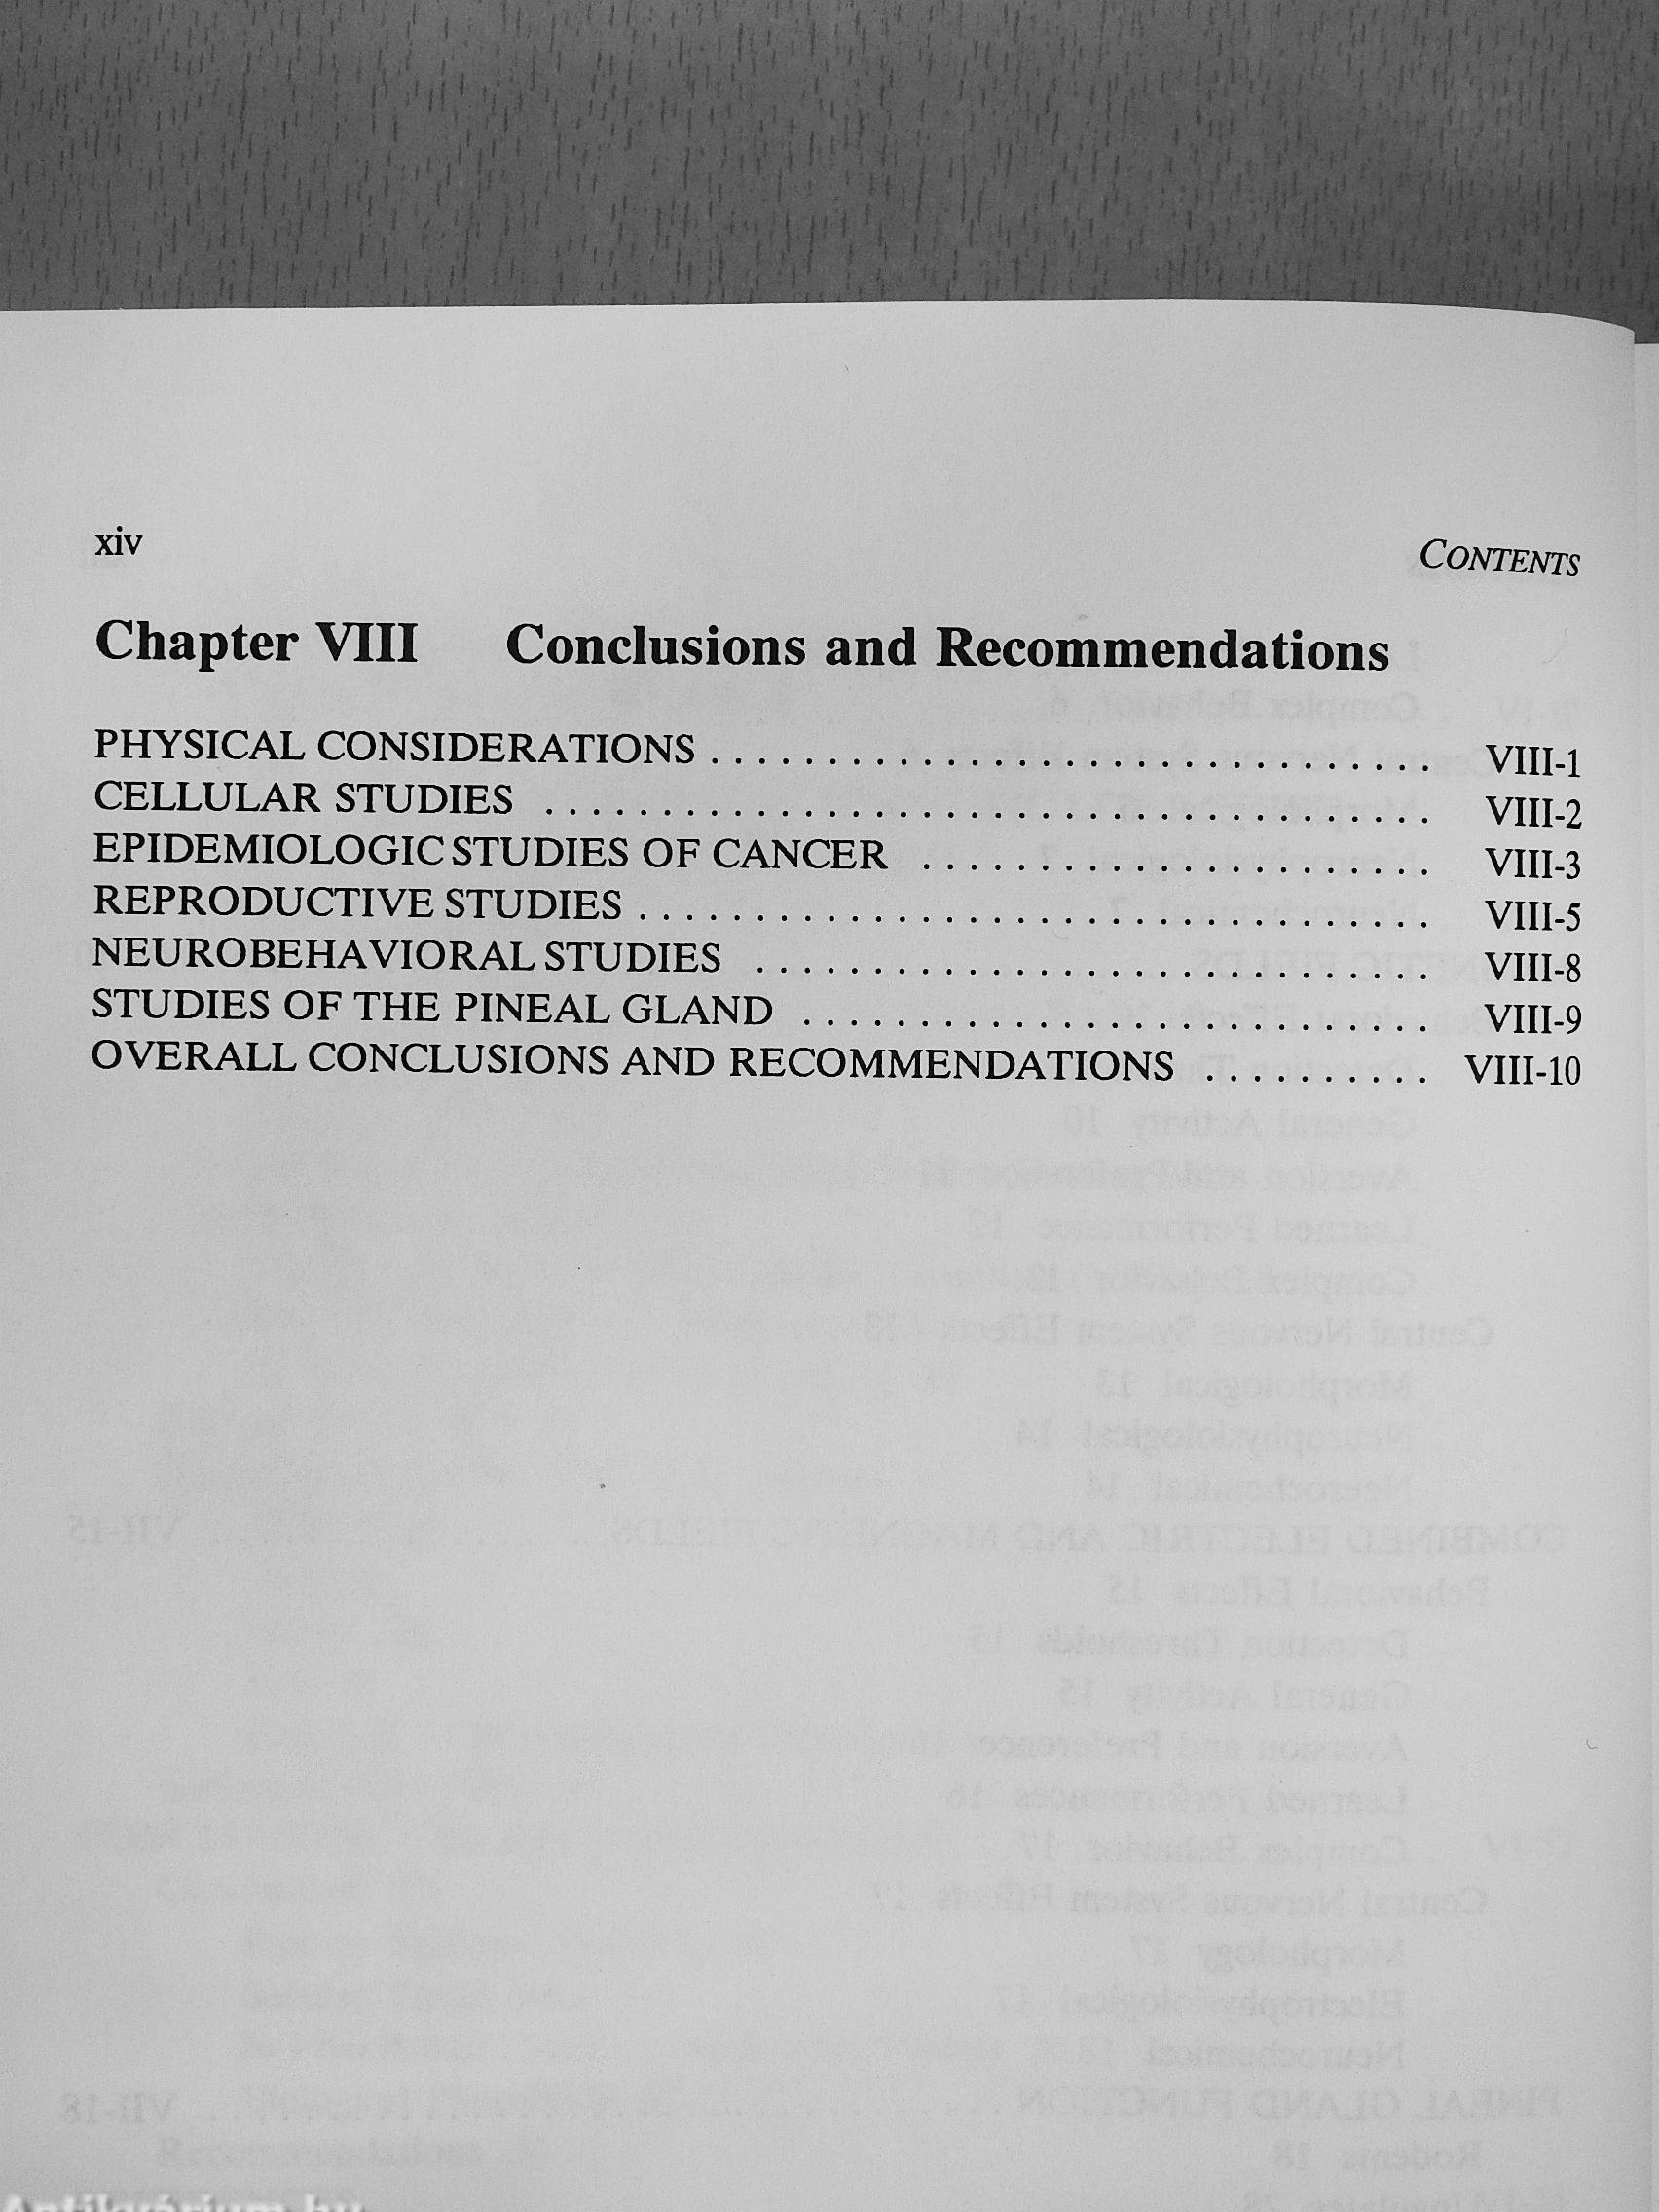 xiv CONTENTS
Chapter VIII Conclusions and Recommendations
PHYSICAL CONSIDERATIONS . . . . . . . . . . . . . . . . . . . . . . . . . . . . . . . VIII-1
CELLULAR STUDIES . . . . . . . . . . . . . . . . . . . . . . . . . . . . . . . . . . . . . . VIII-2
EPIDEMIOLOGIC STUDIES OF CANCER . . . . . . . . . . . . . . . . . . . . . . VIII-3
REPRODUCTIVE STUDIES . . . . . . . . . . . . . . . . . . . . . . . . . . . . . . . . . . VIII-5
NEUROBEHAVIORAL STUDIES . . . . . . . . . . . . . . . . . . . . . . . . . . . . . VIII-8
STUDIES OF THE PINEAL GLAND . . . . . . . . . . . . . . . . . . . . . . . . . . . VIII-9
OVERALL CONCLUSIONS AND RECOMMENDATIONS . . . . . . . . . . VIII-10